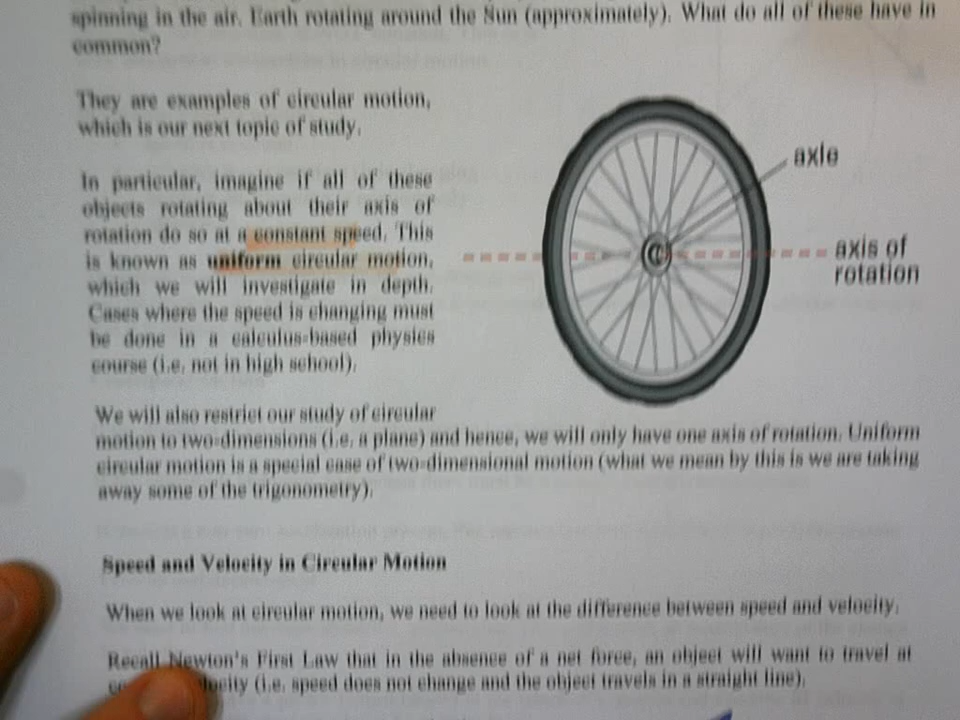 spinning in the air. Earth rotating around the Sun (approximately). What do all of these have in
common?
They are examples of circular motion,
which is our next topic of study.
In particular, imagine if all of these
objects rotating about their axis of
rotation do so at a constant speed. This
is known as uniform circular motion,
which we will investigate in depth.
Cases where the speed is changing must
be done in a calculus-based physics
course (i.e. not in high school).
axle
axis of
rotation
We will also restrict our study of circular
motion to two-dimensions (i.e. a plane) and hence, we will only have one axis of rotation. Uniform
circular motion is a special case of two-dimensional motion (what we mean by this is we are taking
away some of the trigonometry).
Speed and Velocity in Circular Motion
When we look at circular motion, we need to look at the difference between speed and velocity.
Recall Newton's First Law that in the absence of a net force, an object will want to travel at
(i.e. speed does not change and the object travels in a straight line).